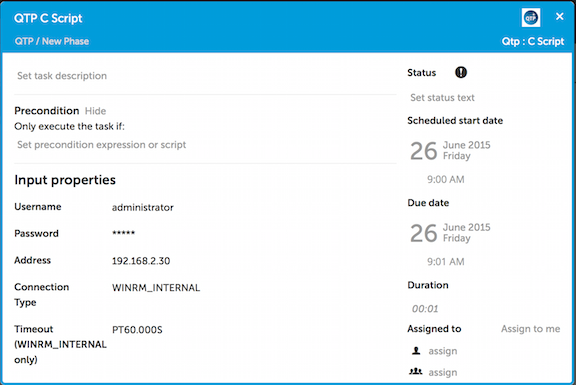 QTP C Script
QTP
×
QTP / New Phase
Qtp : C Script
Set task description
Precondition Hide
Only execute the task if:
Set precondition expression or script
Input properties
Username administrator
Password *****
Address 192.168.2.30
Connection WINRM_INTERNAL
Type
Timeout PT60.000S
(WINRM_INTERNAL
only)
Status
Set status text
Scheduled start date
26 June 2015
Friday
9:00 AM
Due date
26 June 2015
Friday
9:01 AM
Duration
00:01
Assigned to Assign to me
assign
assign